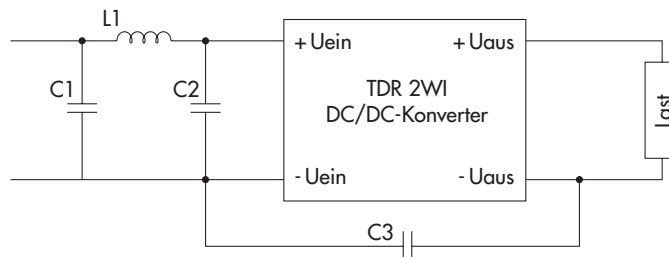 L1
+ Uein
+ Uaus
C1
C2
TDR 2WI
DC/DC-Konverter
Last
- Uein
- Uaus
C3